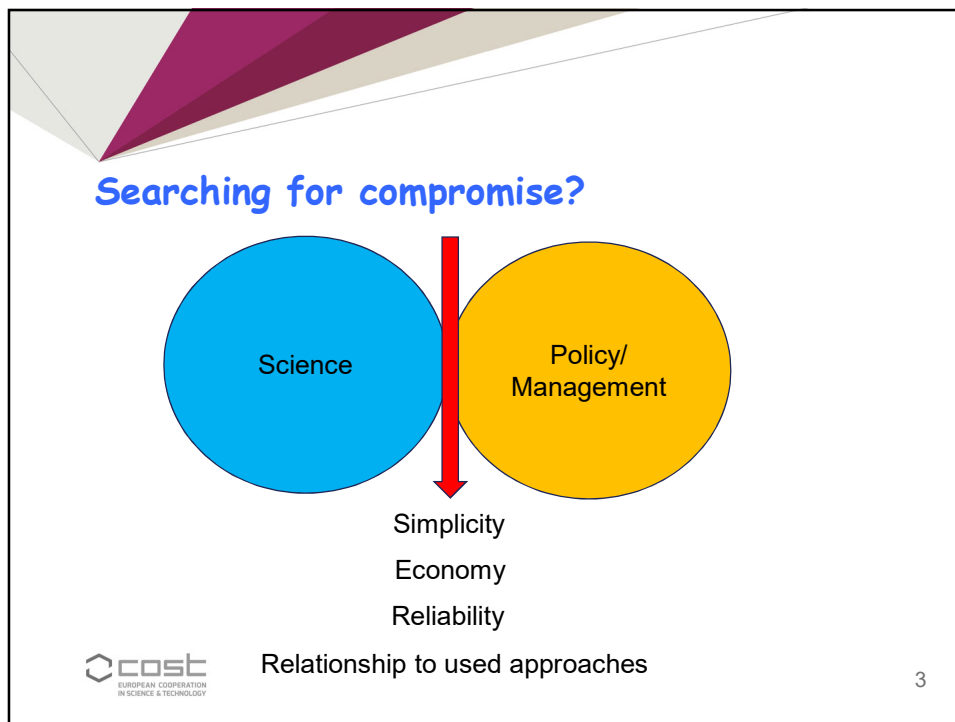 Searching for compromise?
Science
Policy/
Management
Simplicity
Economy
Reliability
Relationship to used approaches
cost
EUROPEAN COOPERATION
IN SCIENCE & TECHNOLOGY
3